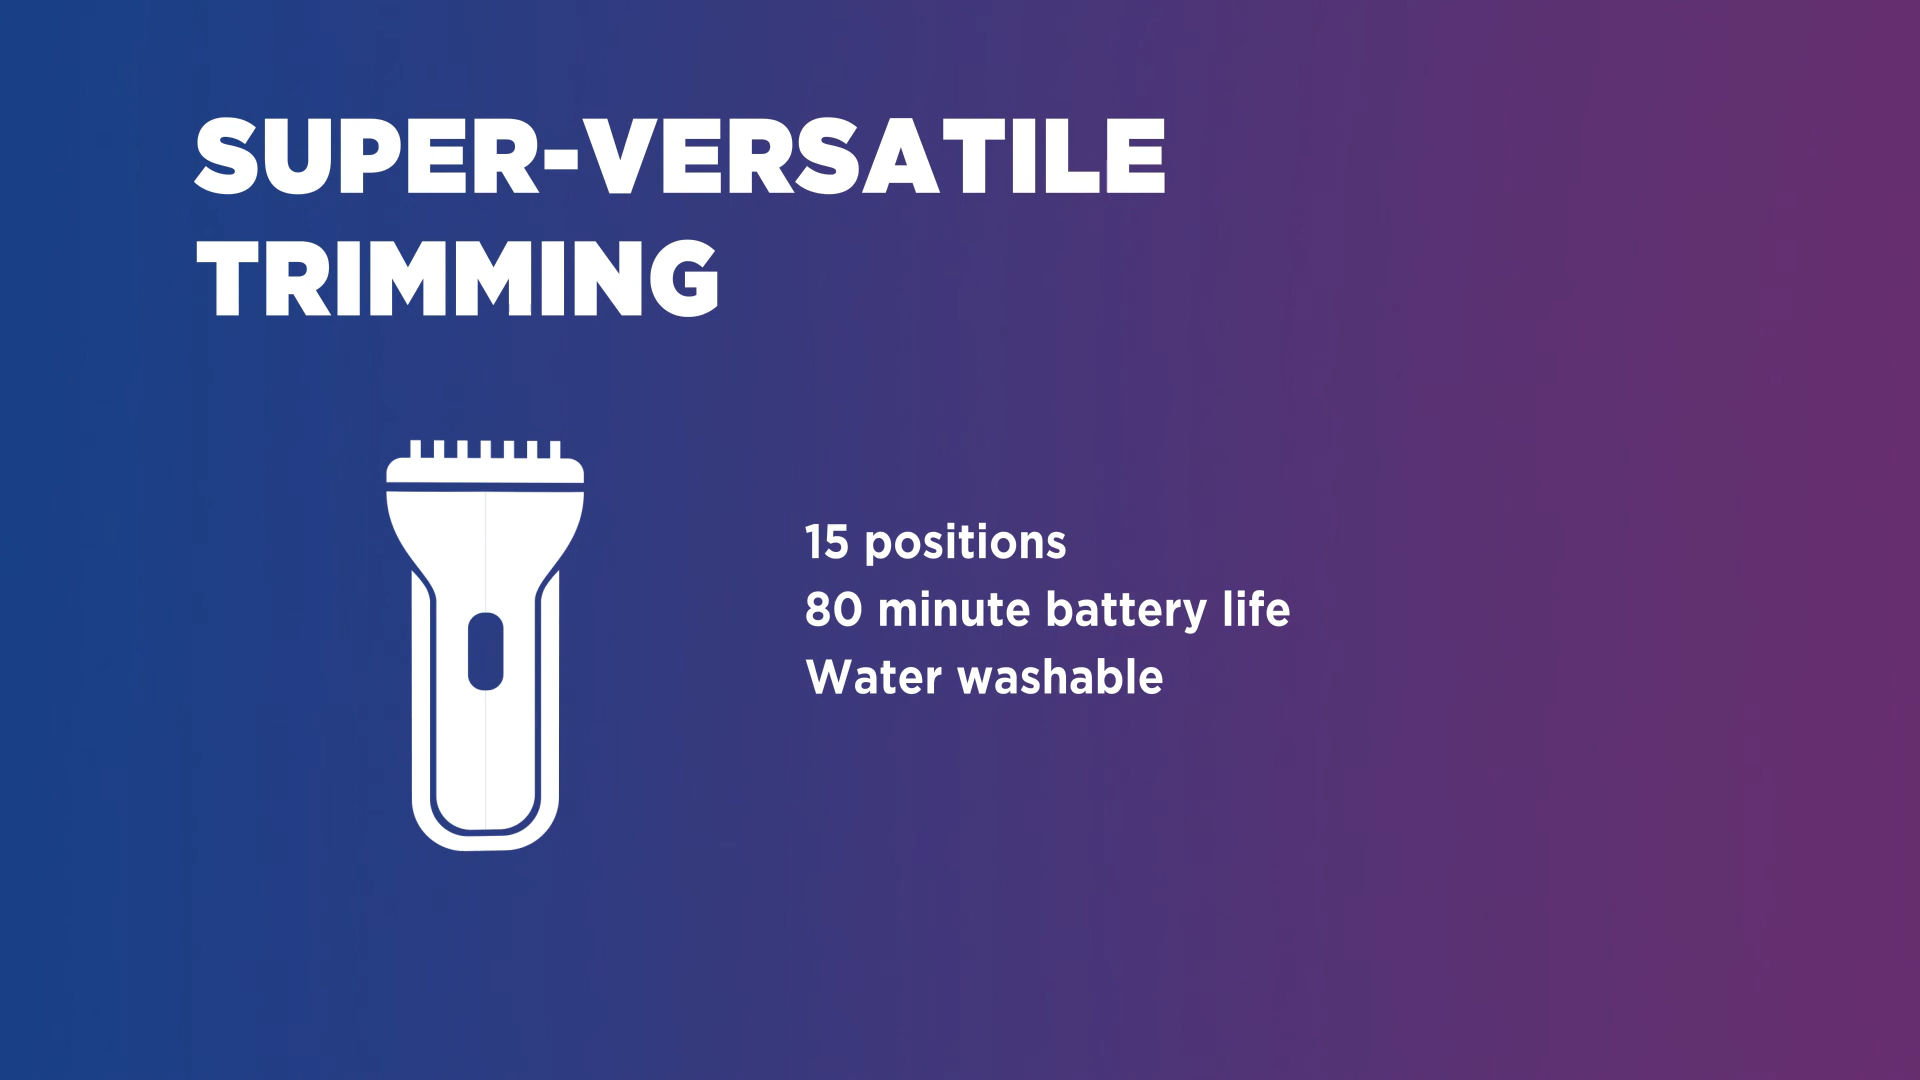 SUPER-VERSATILE
TRIMMING
15 positions
80 minute battery life
Water washable